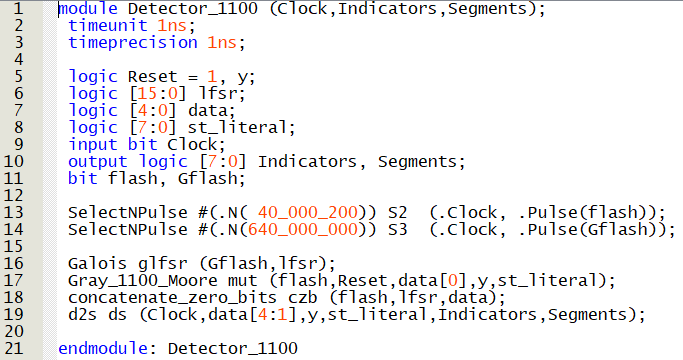 1 module Detector_1100 (Clock,Indicators,Segments);
2 timeunit 1ns;
3 timeprecision 1ns;
4
5 logic Reset = 1, y;
6 logic [15:0] lfsr;
7 logic [4:0] data;
8 logic [7:0] st_literal;
9 input bit Clock;
10 output logic [7:0] Indicators, Segments;
11 bit flash, Gflash;
12
13 SelectNPulse #(.N( 40_000_200)) S2  (.Clock, .Pulse(flash));
14 SelectNPulse #(.N(640_000_000)) S3  (.Clock, .Pulse(Gflash));
15
16 Galois glfsr (Gflash,lfsr);
17 Gray_1100_Moore mut (flash,Reset,data[0],y,st_literal);
18 concatenate_zero_bits czb (flash,lfsr,data);
19 d2s ds (Clock,data[4:1],y,st_literal,Indicators,Segments);
20
21 endmodule: Detector_1100